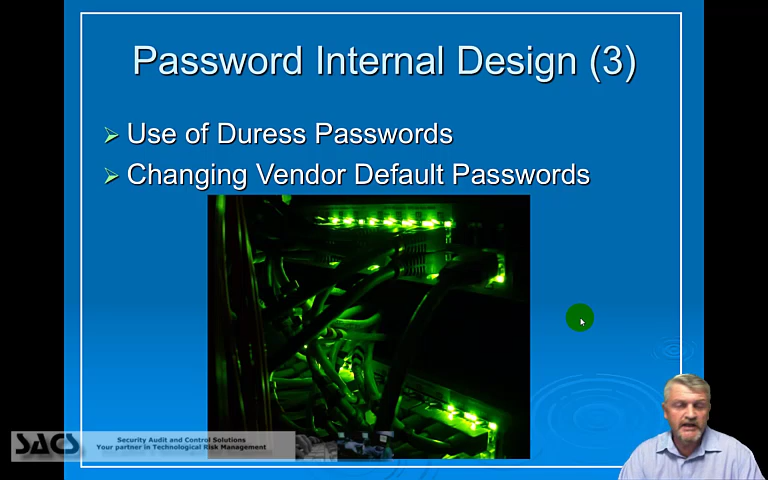 Password Internal Design (3)
Use of Duress Passwords
Changing Vendor Default Passwords
SACS
Security Audit and Control Solutions
Your partner in Technological Risk Management